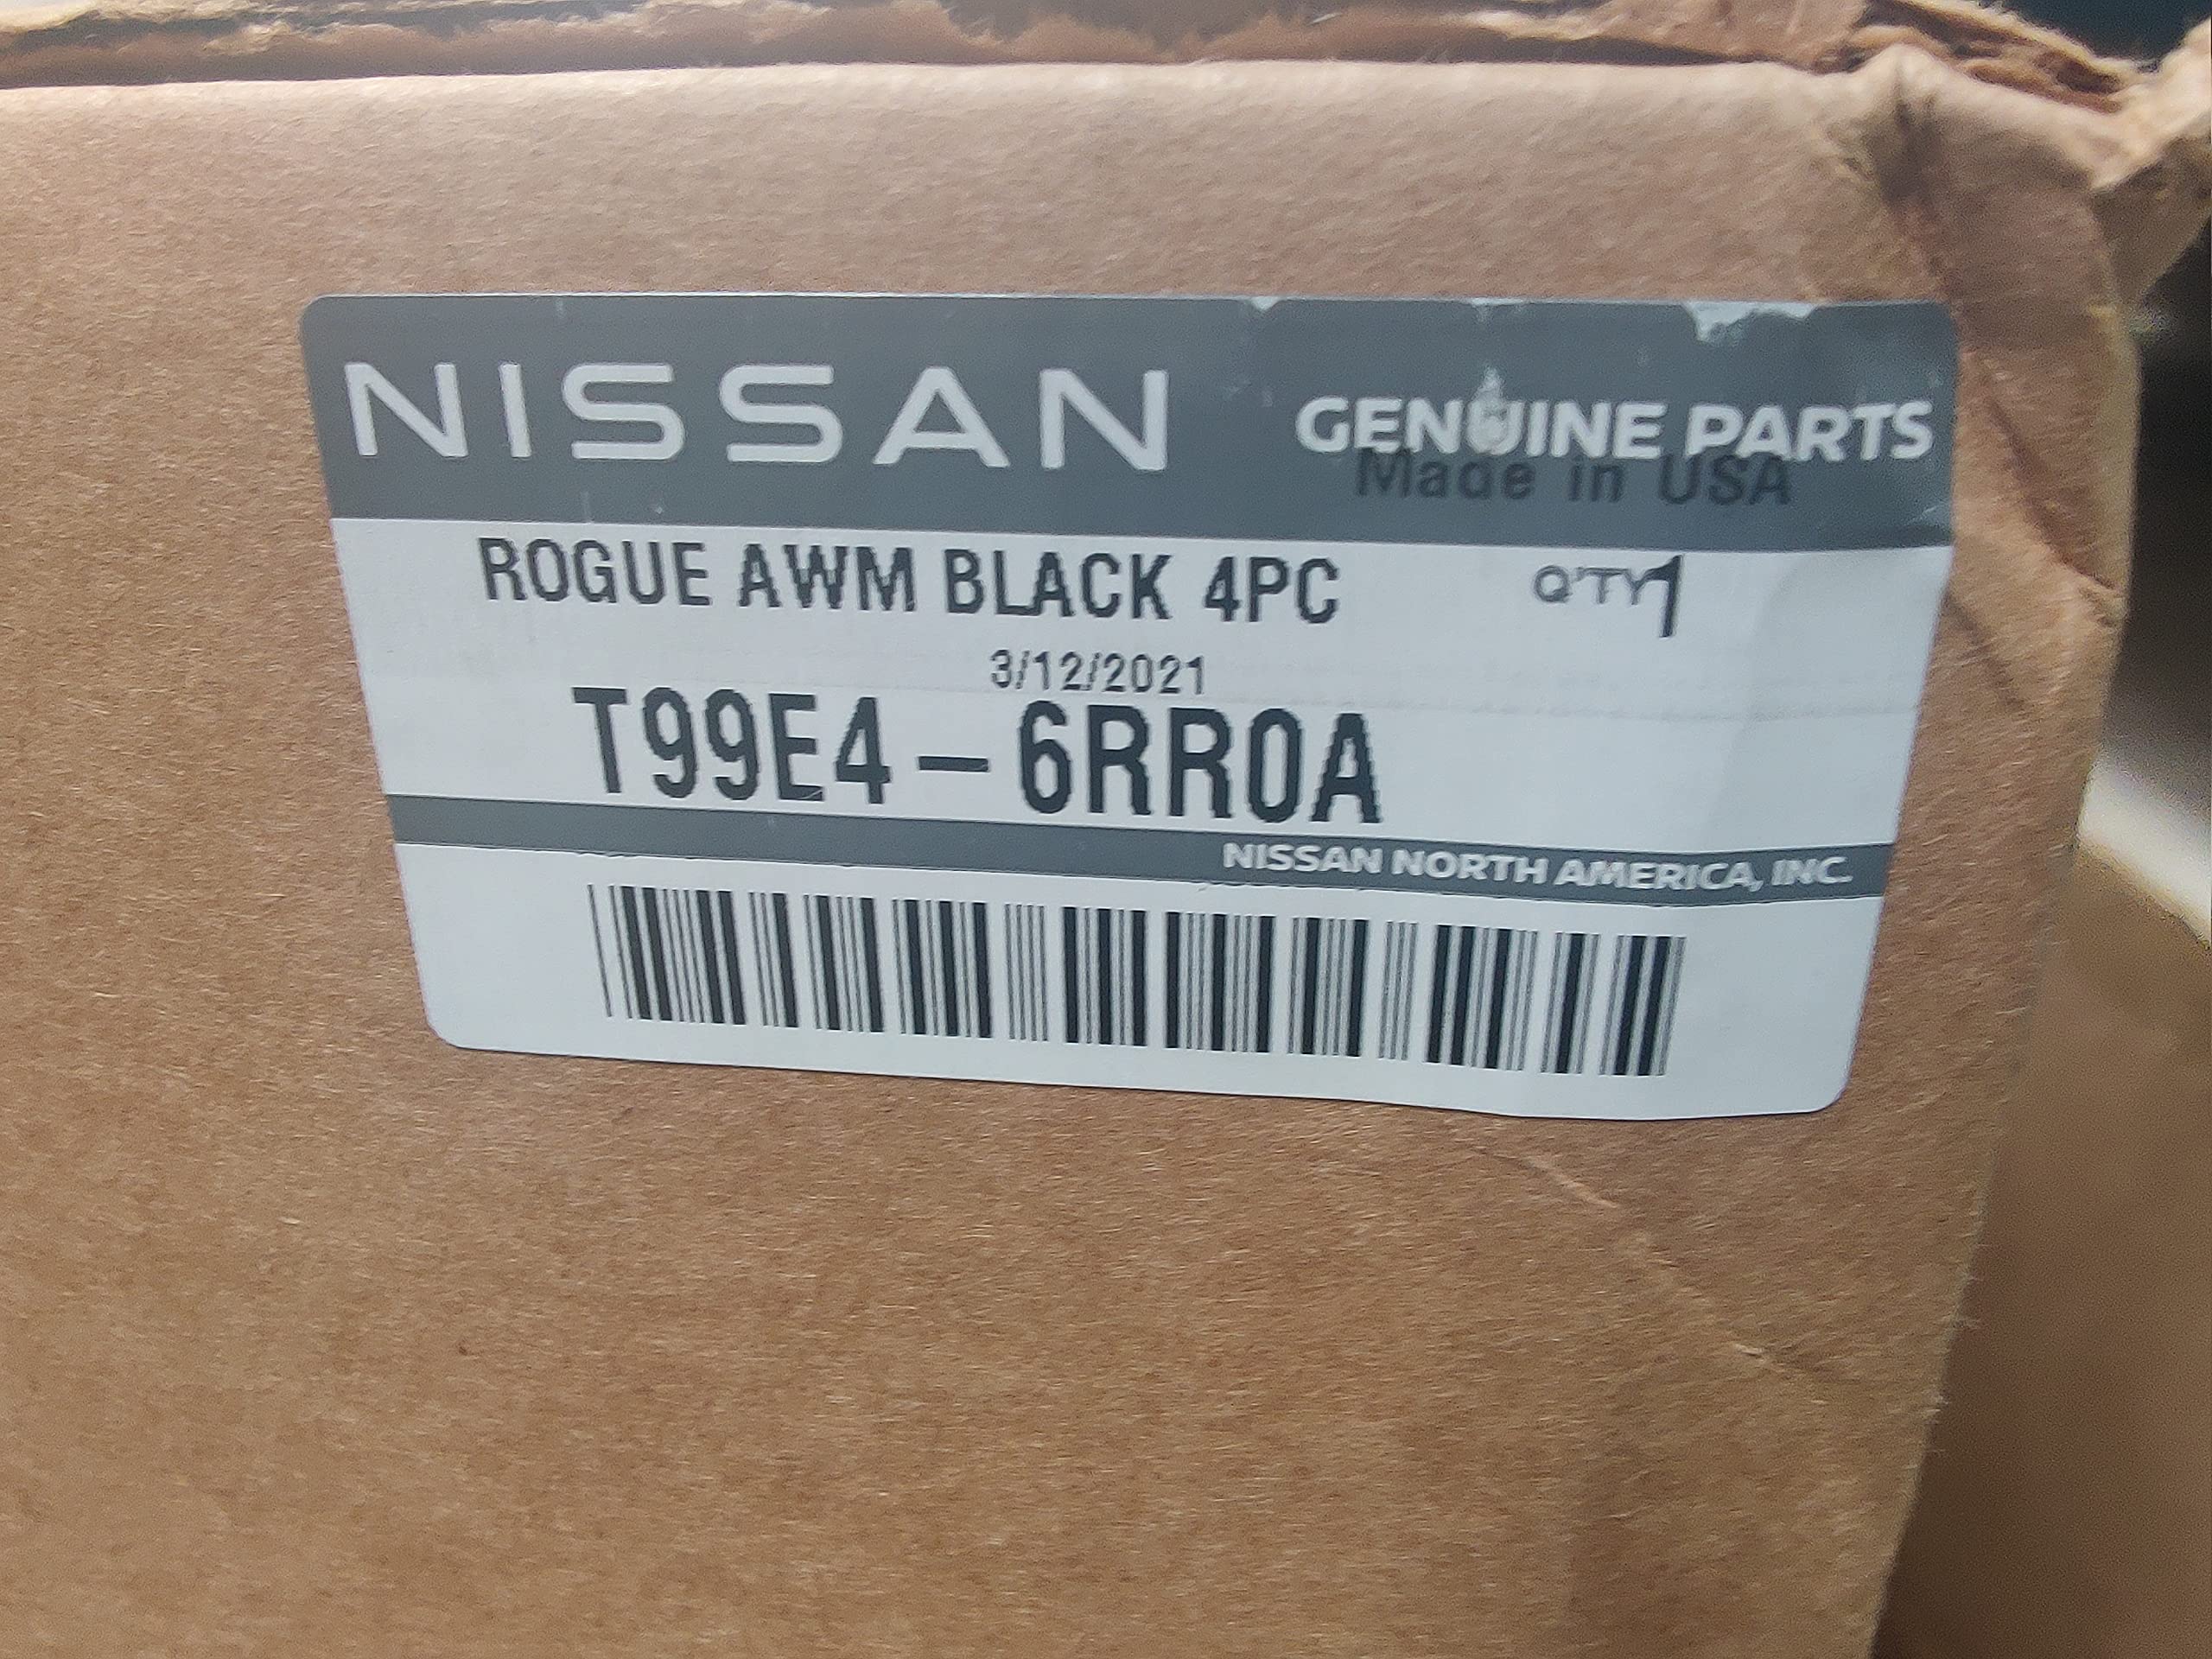 NISSAN GENUINE PARTS
Made in USA
ROGUE AWM BLACK 4PC Q'TY 1
3/12/2021
T99E4-6RR0A
NISSAN NORTH AMERICA, INC.